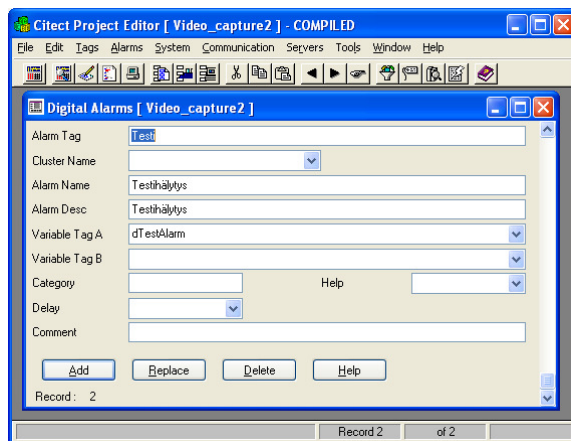 Citect Project Editor [ Video_capture2 ] - COMPILED
File Edit Tags Alarms System Communication Servers Tools Window Help
Digital Alarms [ Video_capture2 ]
Alarm Tag Testi
Cluster Name
Alarm Name Testihälytys
Alarm Desc Testihälytys
Variable Tag A dTestAlarm
Variable Tag B
Category Help
Delay
Comment
Add Replace Delete Help
Record : 2
Record 2 of 2